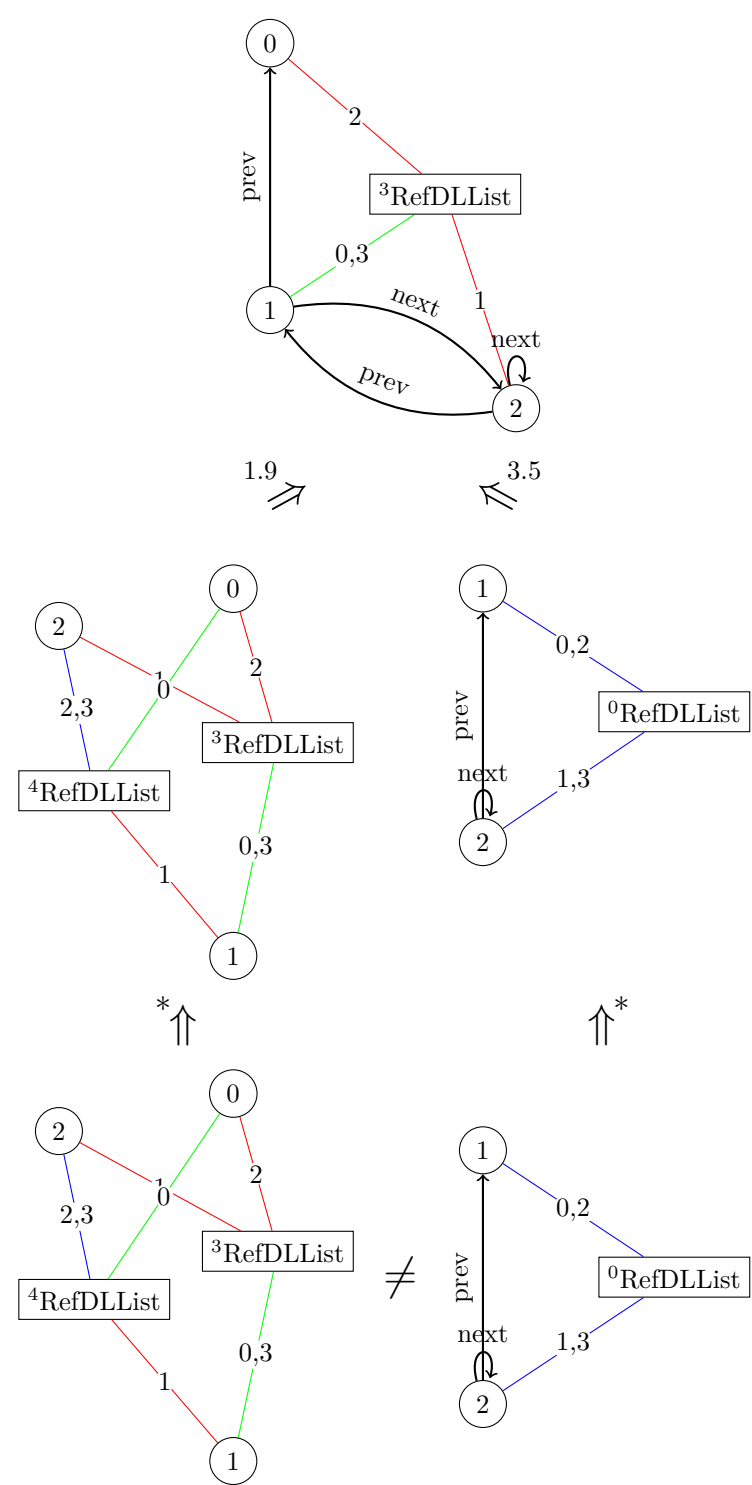 0
2
prev
³RefDLList
0,3
1
next
1
next
prev
2
1.9
3.5
0
1
2
2
1
0
2,3
prev
0,2
³RefDLList
⁰RefDLList
⁴RefDLList
next
1,3
0,3
2
1
1
*
*
0
2
1
2
1
0
2,3
0,2
³RefDLList
≠
prev
⁰RefDLList
⁴RefDLList
next
1,3
0,3
1
2
1